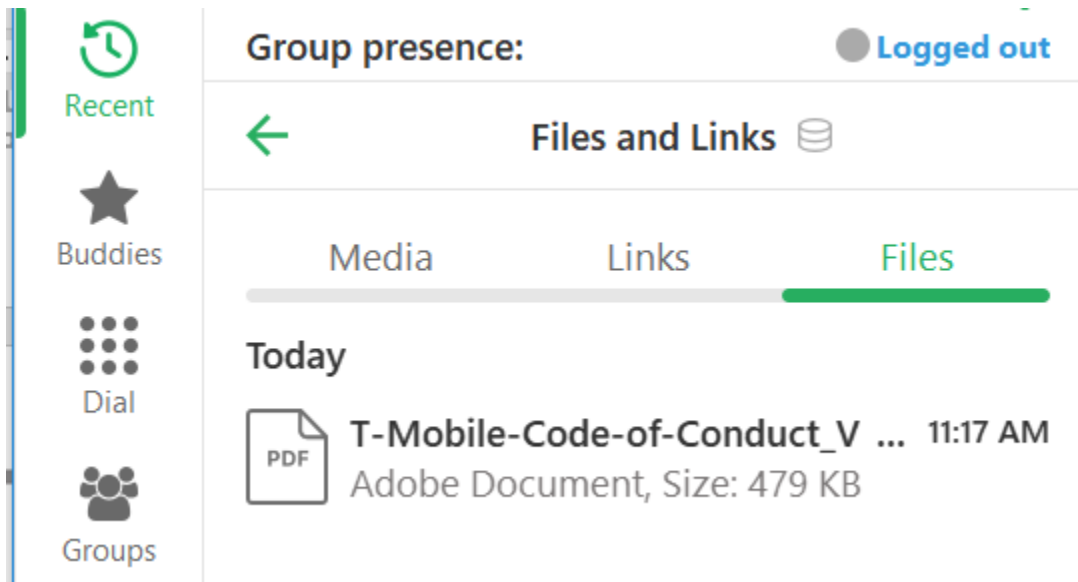 Recent
Buddies
Dial
Groups
Group presence:
Logged out
Files and Links
Media
Links
Files
Today
PDF
T-Mobile-Code-of-Conduct_V ... 11:17 AM
Adobe Document, Size: 479 KB